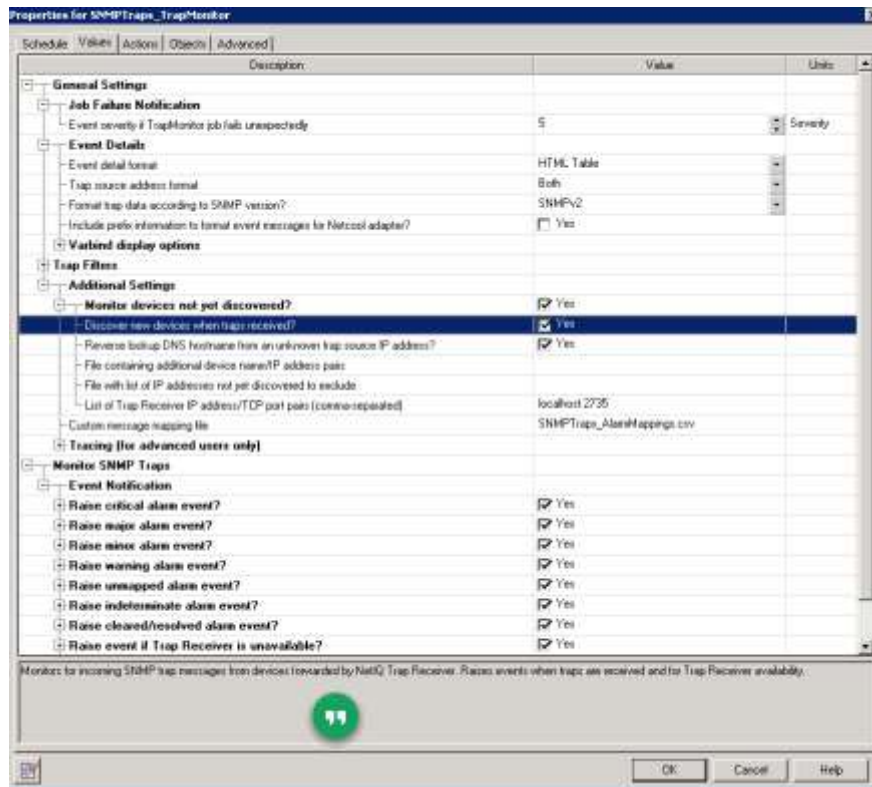 Properties for SNMPTraps_TrapMonitor
Schedule Values Actions Objects Advanced
Description Value Units
General Settings
Job Failure Notification
Event severity if TrapMonitor job fails unexpectedly 5 Severity
Event Details
Event detail format HTML Table
Trap source address format Both
Format trap data according to SNMP version? SNMPv2
Include prefix information to format event messages for Netcool adapter? Yes
Varbind display options
Trap Filters
Additional Settings
Monitor devices not yet discovered? Yes
Discover new devices when traps received? Yes
Reverse lookup DNS hostname from an unknown trap source IP address? Yes
File containing additional device name/IP address pairs
File with list of IP addresses not yet discovered to exclude
List of Trap Receiver IP address/TCP port pairs (comma-separated) localhost:2735
Custom message mapping file SNMPTraps_AlarmMappings.csv
Tracing (for advanced users only)
Monitor SNMP Traps
Event Notification
Raise critical alarm event? Yes
Raise major alarm event? Yes
Raise minor alarm event? Yes
Raise warning alarm event? Yes
Raise unmapped alarm event? Yes
Raise indeterminate alarm event? Yes
Raise cleared/resolved alarm event? Yes
Raise event if Trap Receiver is unavailable? Yes
Monitors for incoming SNMP trap messages from devices forwarded by NetIQ Trap Receiver. Raises events when traps are received and for Trap Receiver availability.
OK Cancel Help